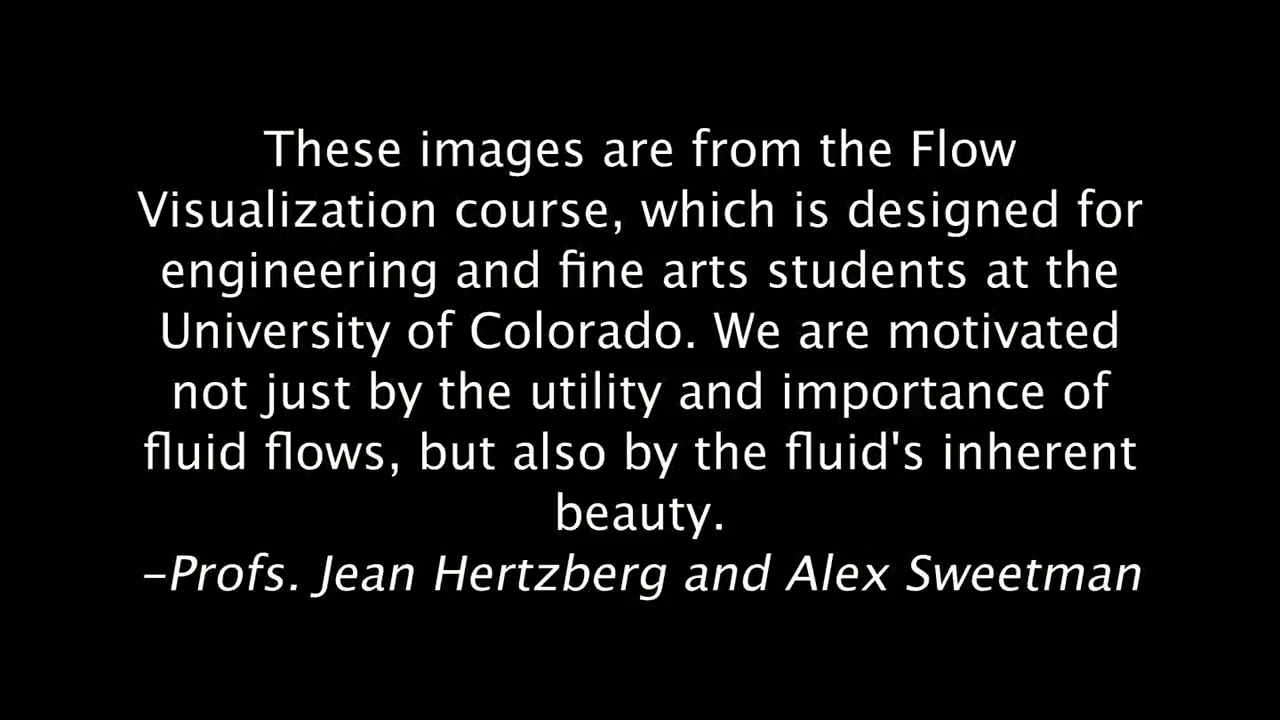 These images are from the Flow
Visualization course, which is designed for
engineering and fine arts students at the
University of Colorado. We are motivated
not just by the utility and importance of
fluid flows, but also by the fluid's inherent
beauty.
–Profs. Jean Hertzberg and Alex Sweetman